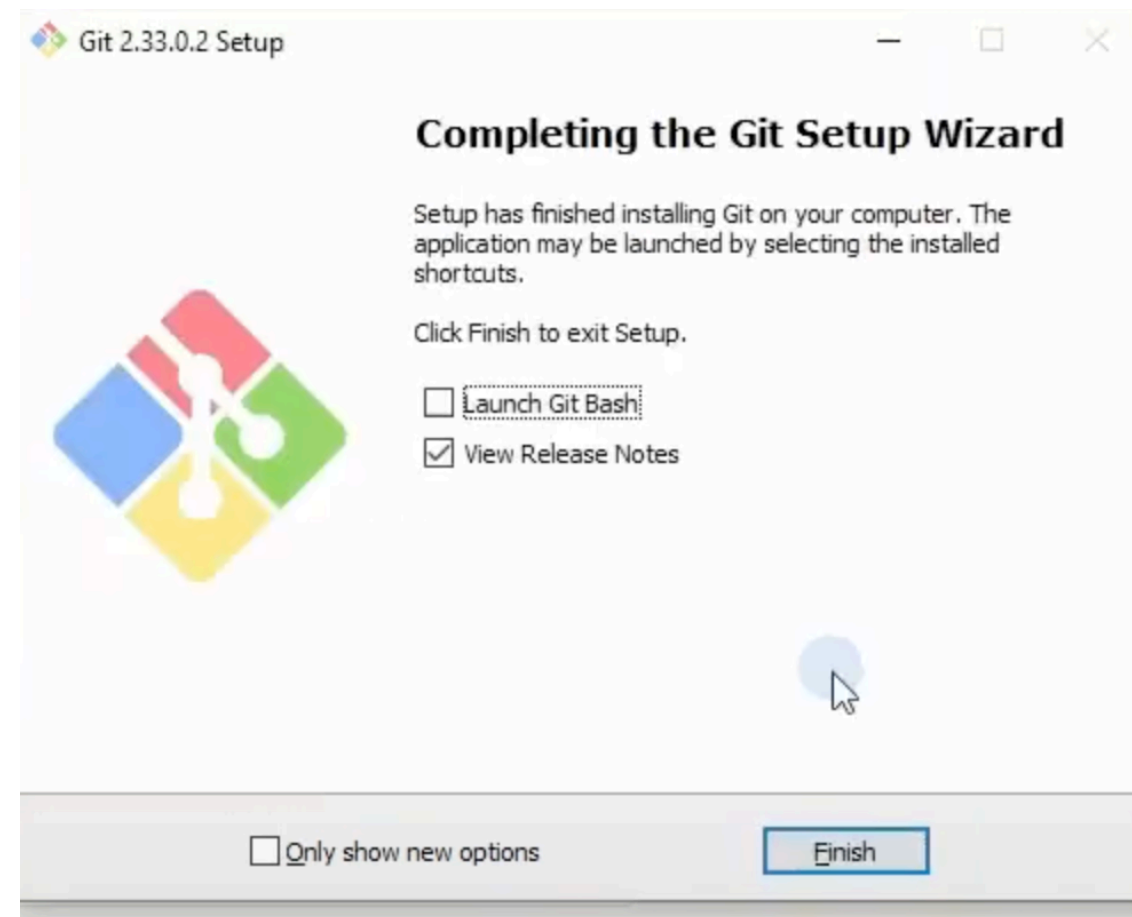 Git 2.33.0.2 Setup
Completing the Git Setup Wizard
Setup has finished installing Git on your computer. The
application may be launched by selecting the installed
shortcuts.
Click Finish to exit Setup.
Launch Git Bash
View Release Notes
Only show new options
Finish